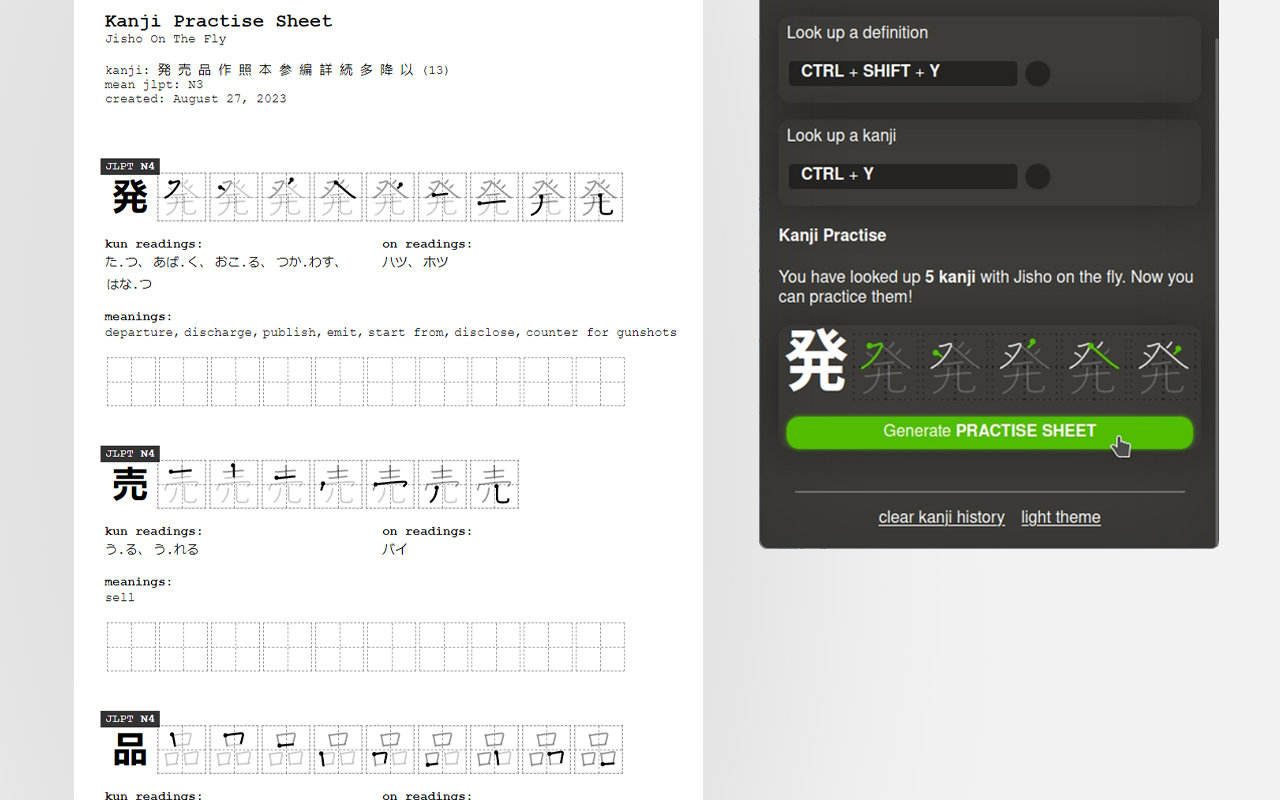 Kanji Practise Sheet
Jisho On The Fly
kanji: 発 売 品 作 照 本 参 編 詳 続 多 降 以 (13)
mean jlpt: N3
created: August 27, 2023
JLPT N4
発
kun readings:
た.つ、 あば.く、 おこ.る、 つか.わす、
はな.つ
on readings:
ハツ、 ホツ
meanings:
departure, discharge, publish, emit, start from, disclose, counter for gunshots
JLPT N4
売
kun readings:
う.る、 う.れる
on readings:
バイ
meanings:
sell
JLPT N4
品
kun readings:
on readings:
Look up a definition
CTRL + SHIFT + Y
Look up a kanji
CTRL + Y
Kanji Practise
You have looked up 5 kanji with Jisho on the fly. Now you
can practice them!
発
Generate PRACTISE SHEET
clear kanji history light theme